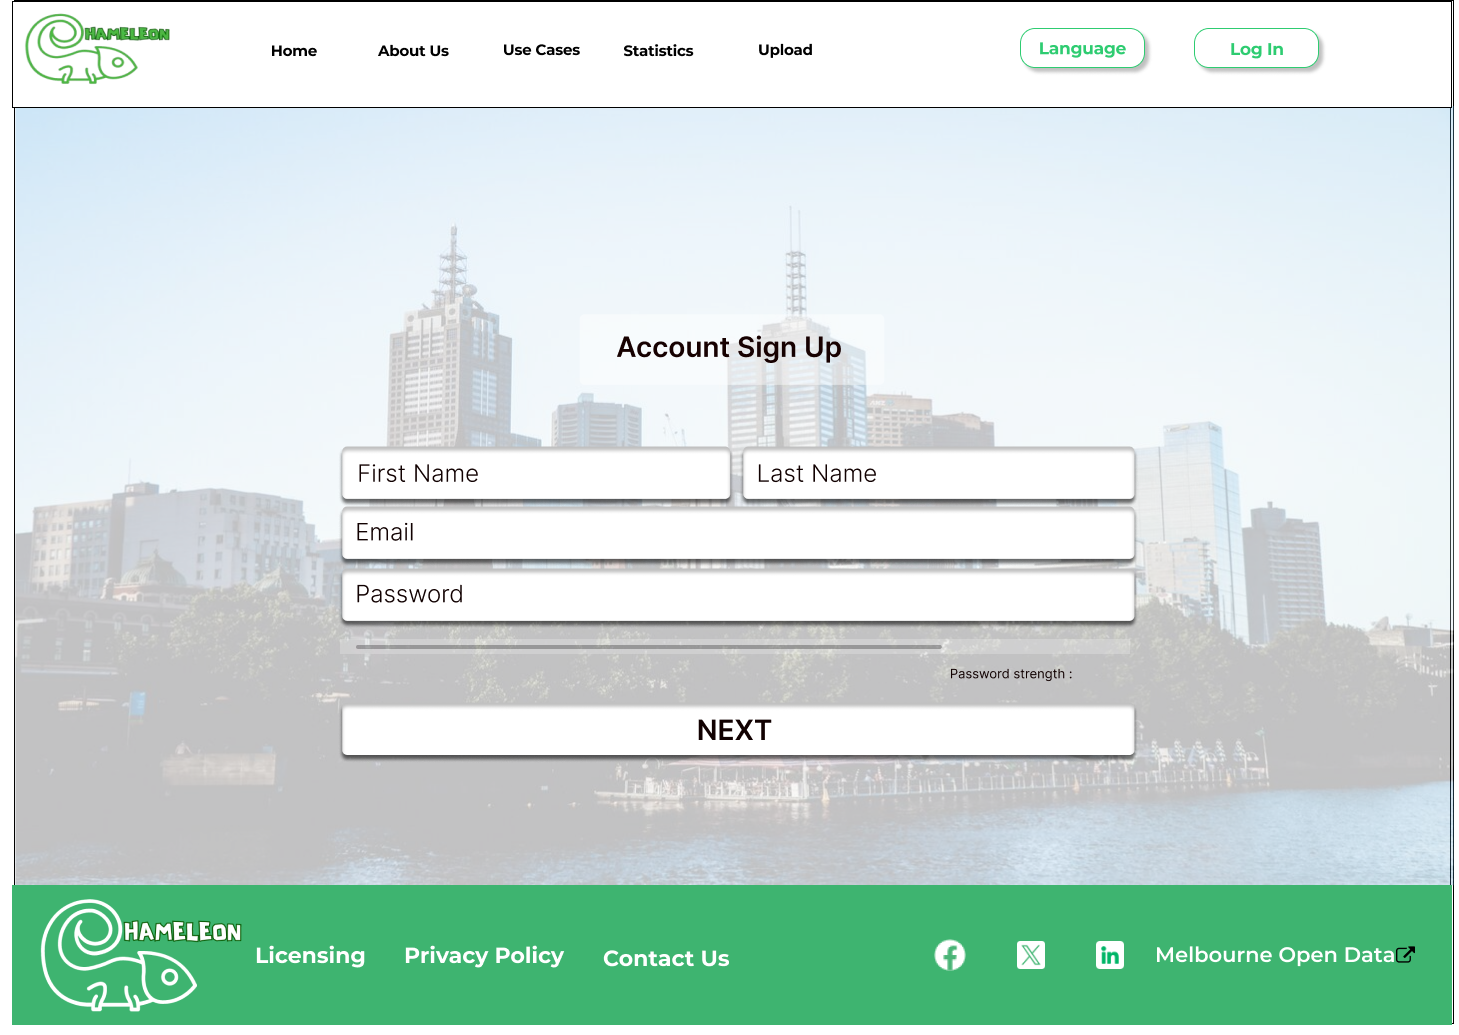 HAMELEON
Home
About Us
Use Cases
Statistics
Upload
Language
Log In
Account Sign Up
First Name
Last Name
Email
Password
Password strength :
NEXT
HAMELEON
Licensing
Privacy Policy
Contact Us
f
X
in
Melbourne Open Data